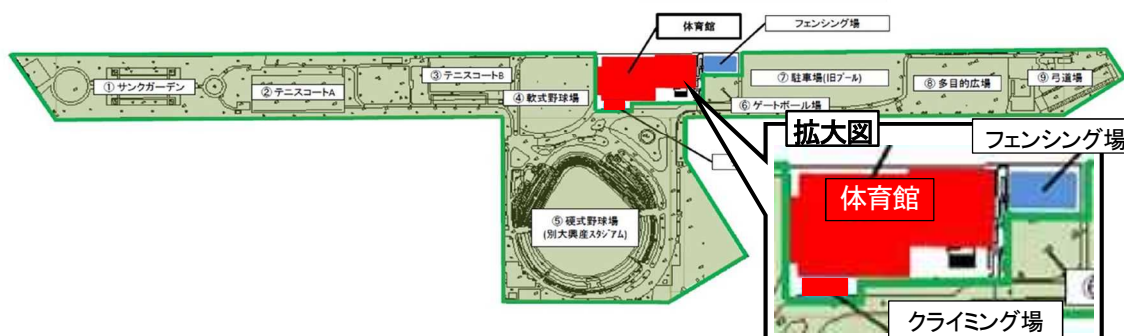 体育館
フェンシング場
① サンクガーデン
② テニスコートA
③ テニスコートB
④ 軟式野球場
⑦ 駐車場(旧プール)
⑧ 多目的広場
⑨ 弓道場
⑥ ゲートボール場
⑤ 硬式野球場
(別大興産スタジアム)
拡大図
フェンシング場
体育館
⑥
クライミング場